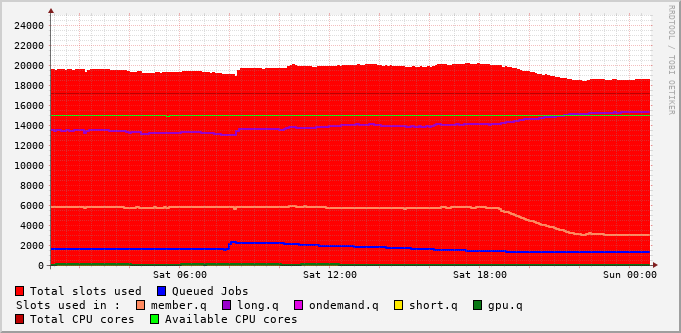 RRDTOOL / TOBI OETIKER
24000
22000
20000
18000
16000
14000
12000
10000
8000
6000
4000
2000
0
Sat 06:00 Sat 12:00 Sat 18:00 Sun 00:00
Total slots used Queued Jobs
Slots used in : member.q long.q ondemand.q short.q gpu.q
Total CPU cores Available CPU cores